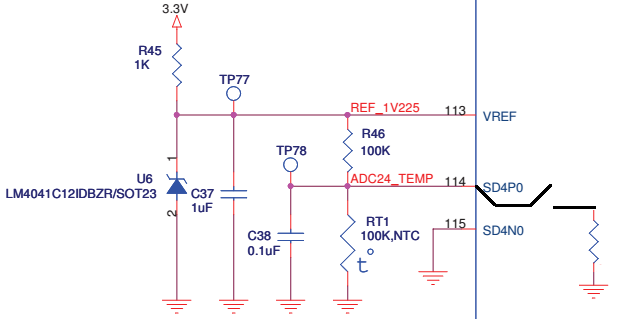 3.3V
R45
1K
TP77
REF_1V225
113
VREF
R46
100K
TP78
ADC24_TEMP
114
SD4P0
1
U6
LM4041C12IDBZR/SOT23
2
C37
1uF
RT1
100K,NTC
115
SD4N0
C38
0.1uF
t°